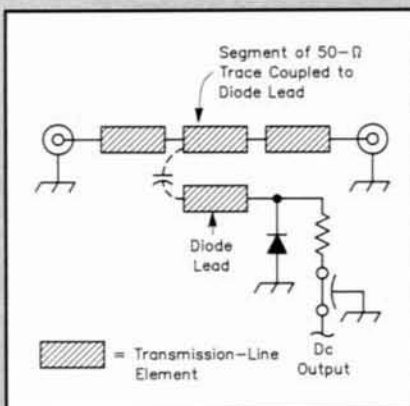 Segment of 50-Ω
Trace Coupled to
Diode Lead
Diode
Lead
Dc
Output
= Transmission-Line
Element